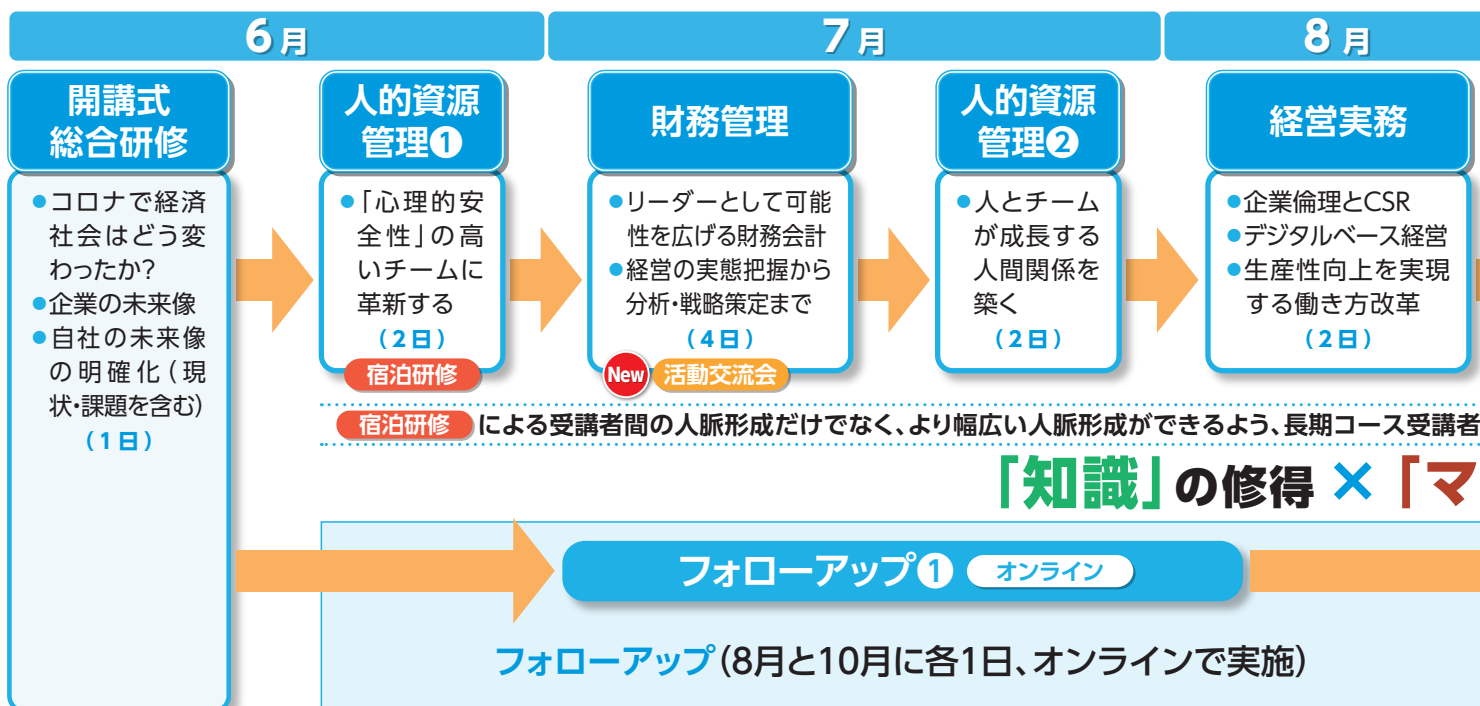 6月
7月
8月
開講式
総合研修
●コロナで経済
社会はどう変
わったか?
●企業の未来像
●自社の未来像
の明確化(現
状・課題を含む)
(1日)
人的資源
管理❶
●「心理的安
全性」の高
いチームに
革新する
(2日)
宿泊研修
財務管理
●リーダーとして可能
性を広げる財務会計
●経営の実態把握から
分析・戦略策定まで
(4日)
New 活動交流会
人的資源
管理❷
●人とチーム
が成長する
人間関係を
築く
(2日)
経営実務
●企業倫理とCSR
●デジタルベース経営
●生産性向上を実現
する働き方改革
(2日)
宿泊研修 による受講者間の人脈形成だけでなく、より幅広い人脈形成ができるよう、長期コース受講者
「知識」の修得 ×「マ
フォローアップ❶ オンライン
フォローアップ(8月と10月に各1日、オンラインで実施)